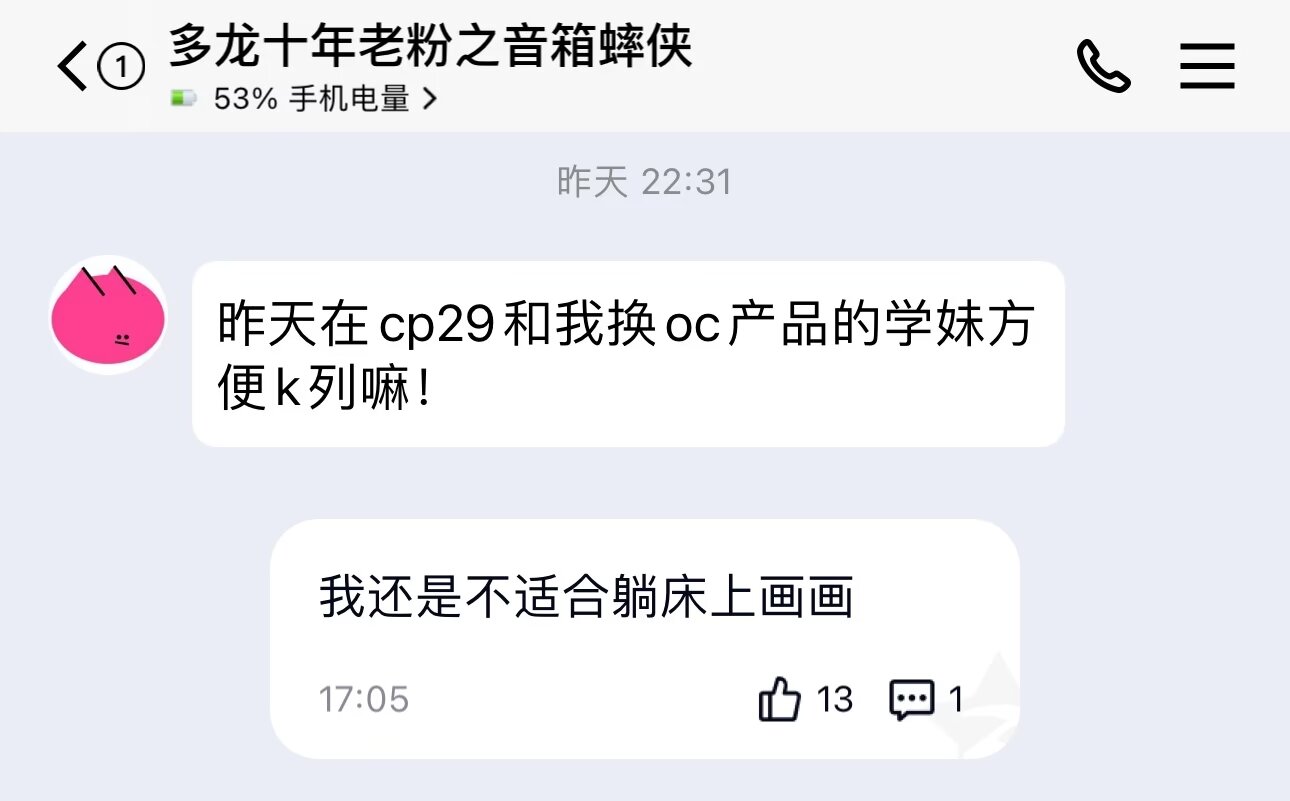 ①
多龙十年老粉之音箱蟀侠
53% 手机电量
昨天 22:31
昨天在cp29和我换oc产品的学妹方
便k列嘛!
我还是不适合躺床上画画
17:05 13 1